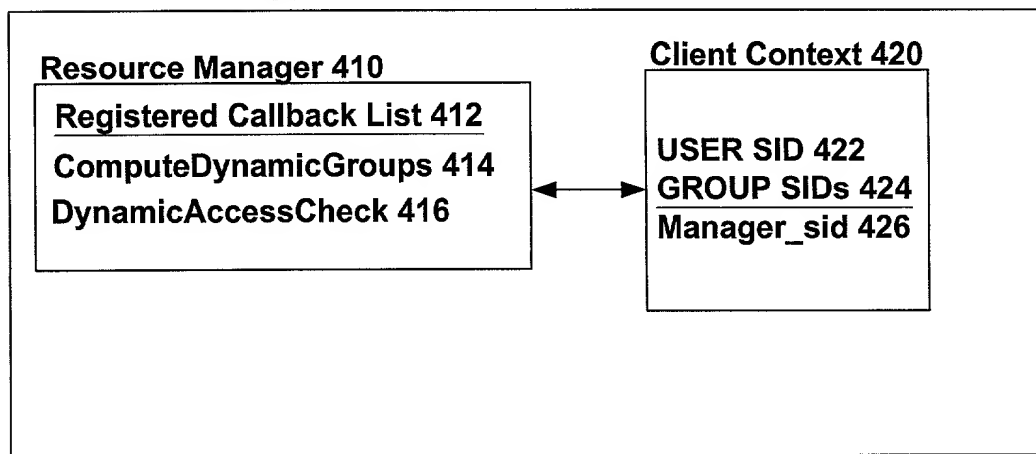 Resource Manager 410
Registered Callback List 412
ComputeDynamicGroups 414
DynamicAccessCheck 416
Client Context 420
USER SID 422
GROUP SIDs 424
Manager_sid 426